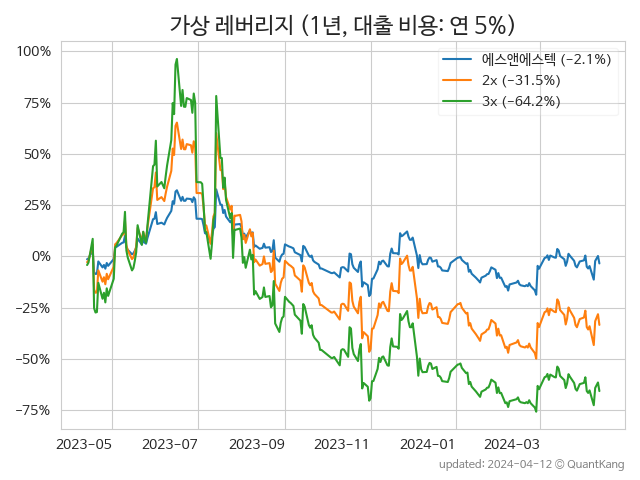 가상 레버리지 (1년, 대출 비용: 연 5%)
에스앤에스텍 (−2.1%)
2x (−31.5%)
3x (−64.2%)
100%
75%
50%
25%
0%
−25%
−50%
−75%
2023-05 2023-07 2023-09 2023-11 2024-01 2024-03
updated: 2024-04-12 © QuantKang